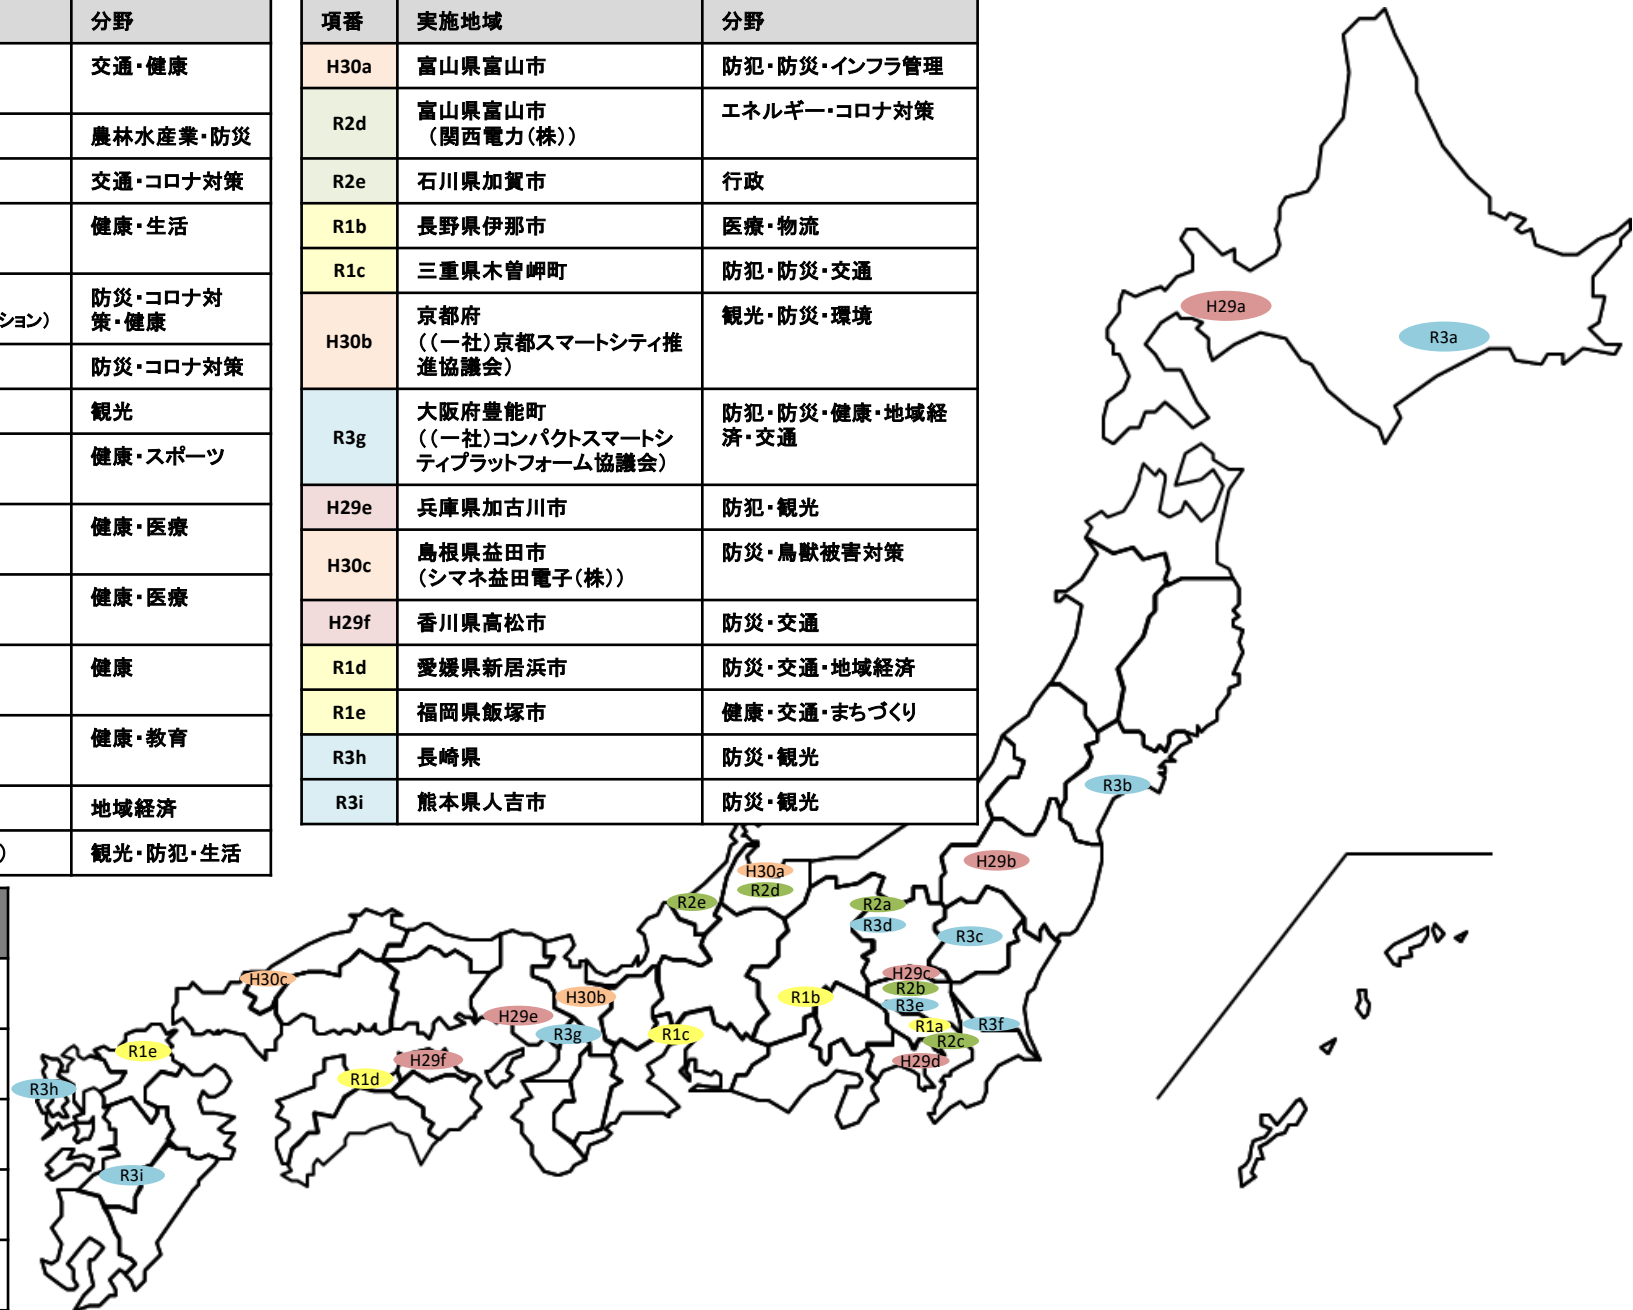 分野
交通・健康
農林水産業・防災
交通・コロナ対策
健康・生活
ション)
防災・コロナ対
策・健康
防災・コロナ対策
観光
健康・スポーツ
健康・医療
健康・医療
健康
健康・教育
地域経済
)
観光・防犯・生活
項番 実施地域 分野
H30a 富山県富山市 防犯・防災・インフラ管理
R2d 富山県富山市 エネルギー・コロナ対策
(関西電力(株))
R2e 石川県加賀市 行政
R1b 長野県伊那市 医療・物流
R1c 三重県木曽岬町 防犯・防災・交通
H30b 京都府 観光・防災・環境
((一社)京都スマートシティ推
進協議会)
R3g 大阪府豊能町 防犯・防災・健康・地域経
((一社)コンパクトスマートシ 済・交通
ティプラットフォーム協議会)
H29e 兵庫県加古川市 防犯・観光
H30c 島根県益田市 防災・鳥獣被害対策
(シマネ益田電子(株))
H29f 香川県高松市 防災・交通
R1d 愛媛県新居浜市 防災・交通・地域経済
R1e 福岡県飯塚市 健康・交通・まちづくり
R3h 長崎県 防災・観光
R3i 熊本県人吉市 防災・観光
H29a
R3a
R3b
H29b
H30a
R2d
R2e
R2a
R3d
R3c
H29c
R2b
R3e
R1a
R3f
R2c
H29d
R1b
H30c
H30b
H29e
R3g
R1c
R1e
H29f
R1d
R3h
R3i